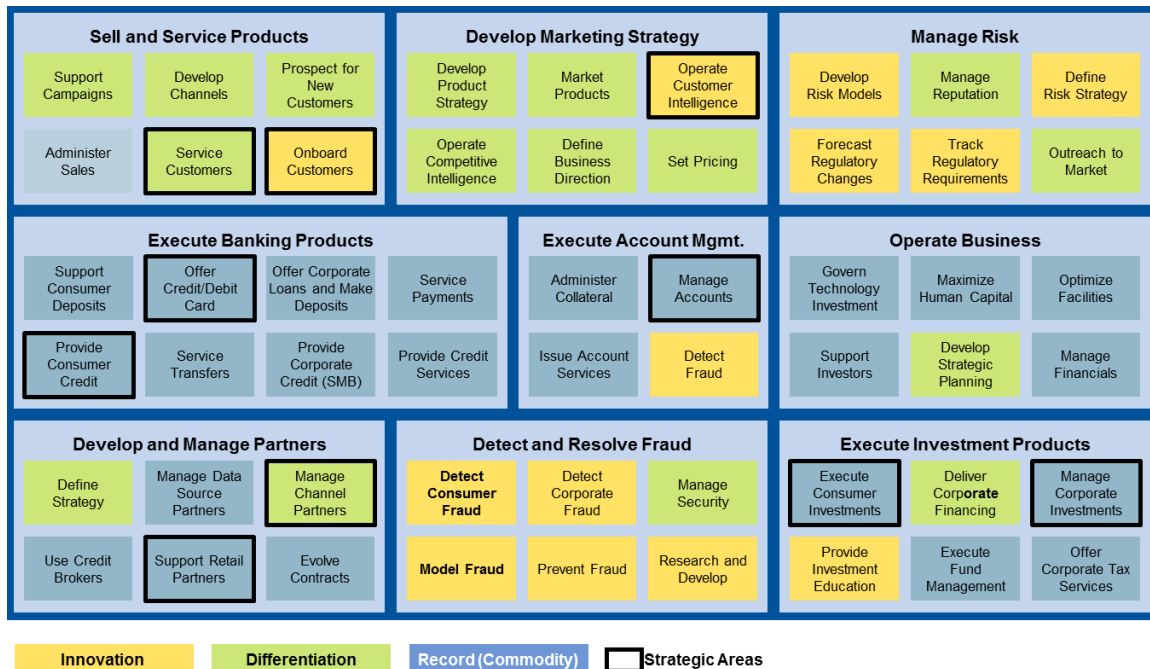 Sell and Service Products
Support
Campaigns
Develop
Channels
Prospect for
New
Customers
Administer
Sales
Service
Customers
Onboard
Customers
Develop Marketing Strategy
Develop
Product
Strategy
Market
Products
Operate
Customer
Intelligence
Operate
Competitive
Intelligence
Define
Business
Direction
Set Pricing
Manage Risk
Develop
Risk Models
Manage
Reputation
Define
Risk Strategy
Forecast
Regulatory
Changes
Track
Regulatory
Requirements
Outreach to
Market
Execute Banking Products
Support
Consumer
Deposits
Offer
Credit/Debit
Card
Offer Corporate
Loans and Make
Deposits
Service
Payments
Provide
Consumer
Credit
Service
Transfers
Provide
Corporate
Credit (SMB)
Provide Credit
Services
Execute Account Mgmt.
Administer
Collateral
Manage
Accounts
Issue Account
Services
Detect
Fraud
Operate Business
Govern
Technology
Investment
Maximize
Human Capital
Optimize
Facilities
Support
Investors
Develop
Strategic
Planning
Manage
Financials
Develop and Manage Partners
Define
Strategy
Manage Data
Source
Partners
Manage
Channel
Partners
Use Credit
Brokers
Support Retail
Partners
Evolve
Contracts
Detect and Resolve Fraud
Detect
Consumer
Fraud
Detect
Corporate
Fraud
Manage
Security
Model Fraud
Prevent Fraud
Research and
Develop
Execute Investment Products
Execute
Consumer
Investments
Deliver
Corporate
Financing
Manage
Corporate
Investments
Provide
Investment
Education
Execute
Fund
Management
Offer
Corporate Tax
Services
Innovation
Differentiation
Record (Commodity)
Strategic Areas